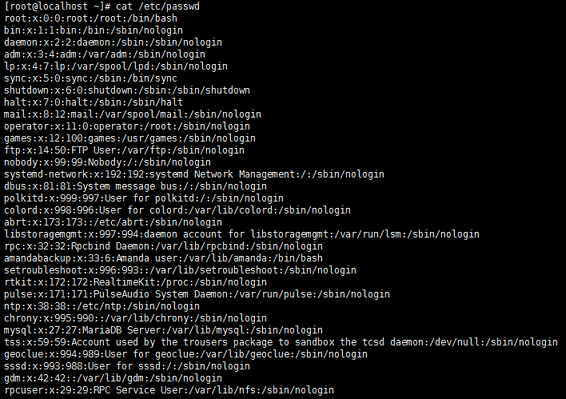 [root@localhost ~]# cat /etc/passwd
root:x:0:0:root:/root:/bin/bash
bin:x:1:1:bin:/bin:/sbin/nologin
daemon:x:2:2:daemon:/sbin:/sbin/nologin
adm:x:3:4:adm:/var/adm:/sbin/nologin
lp:x:4:7:lp:/var/spool/lpd:/sbin/nologin
sync:x:5:0:sync:/sbin:/bin/sync
shutdown:x:6:0:shutdown:/sbin:/sbin/shutdown
halt:x:7:0:halt:/sbin:/sbin/halt
mail:x:8:12:mail:/var/spool/mail:/sbin/nologin
operator:x:11:0:operator:/root:/sbin/nologin
games:x:12:100:games:/usr/games:/sbin/nologin
ftp:x:14:50:FTP User:/var/ftp:/sbin/nologin
nobody:x:99:99:Nobody:/:/sbin/nologin
systemd-network:x:192:192:systemd Network Management:/:/sbin/nologin
dbus:x:81:81:System message bus:/:/sbin/nologin
polkitd:x:999:997:User for polkitd:/:/sbin/nologin
colord:x:998:996:User for colord:/var/lib/colord:/sbin/nologin
abrt:x:173:173::/etc/abrt:/sbin/nologin
libstoragemgmt:x:997:994:daemon account for libstoragemgmt:/var/run/lsm:/sbin/nologin
rpc:x:32:32:Rpcbind Daemon:/var/lib/rpcbind:/sbin/nologin
amandabackup:x:33:6:Amanda user:/var/lib/amanda:/bin/bash
setroubleshoot:x:996:993::/var/lib/setroubleshoot:/sbin/nologin
rtkit:x:172:172:RealtimeKit:/proc:/sbin/nologin
pulse:x:171:171:PulseAudio System Daemon:/var/run/pulse:/sbin/nologin
ntp:x:38:38::/etc/ntp:/sbin/nologin
chrony:x:995:990::/var/lib/chrony:/sbin/nologin
mysql:x:27:27:MariaDB Server:/var/lib/mysql:/sbin/nologin
tss:x:59:59:Account used by the trousers package to sandbox the tcsd daemon:/dev/null:/sbin/nologin
geoclue:x:994:989:User for geoclue:/var/lib/geoclue:/sbin/nologin
sssd:x:993:988:User for sssd:/:/sbin/nologin
gdm:x:42:42::/var/lib/gdm:/sbin/nologin
rpcuser:x:29:29:RPC Service User:/var/lib/nfs:/sbin/nologin